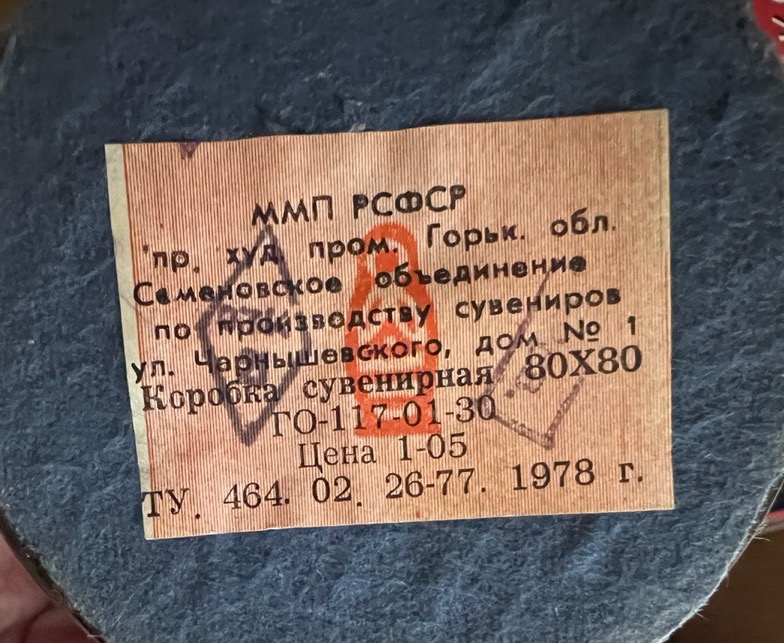 ММП РСФСР
пр. худ пром. Горьк. обл.
Семеновское объединение
по производству сувениров
ул. Чернышевского, дом № 1
Коробка сувенирная 80Х80
ГО-117-01-30
Цена 1-05
ТУ. 464. 02. 26-77. 1978 г.